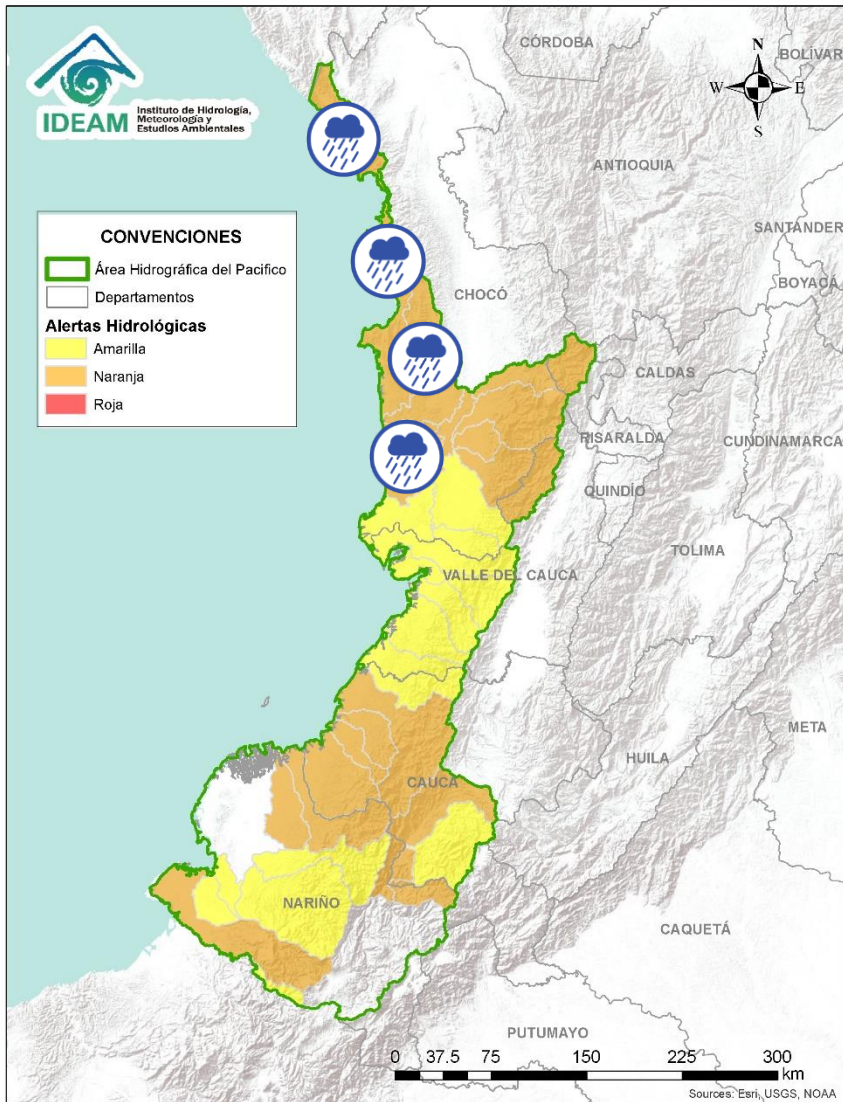 IDEAM
Instituto de Hidrología,
Meteorología y
Estudios Ambientales
CÓRDOBA
BOLÍVAR
N
W
E
S
ANTIOQUIA
SANTANDER
BOYACÁ
CONVENCIONES
Área Hidrográfica del Pacifico
Departamentos
Alertas Hidrológicas
Amarilla
Naranja
Roja
CHOCÓ
CALDAS
RISARALDA
CUNDINAMARCA
QUINDÍO
TOLIMA
VALLE DEL CAUCA
META
HUILA
CAUCA
NARIÑO
CAQUETÁ
PUTUMAYO
0 37.5 75 150 225 300
km
Sources: Esri, USGS, NOAA